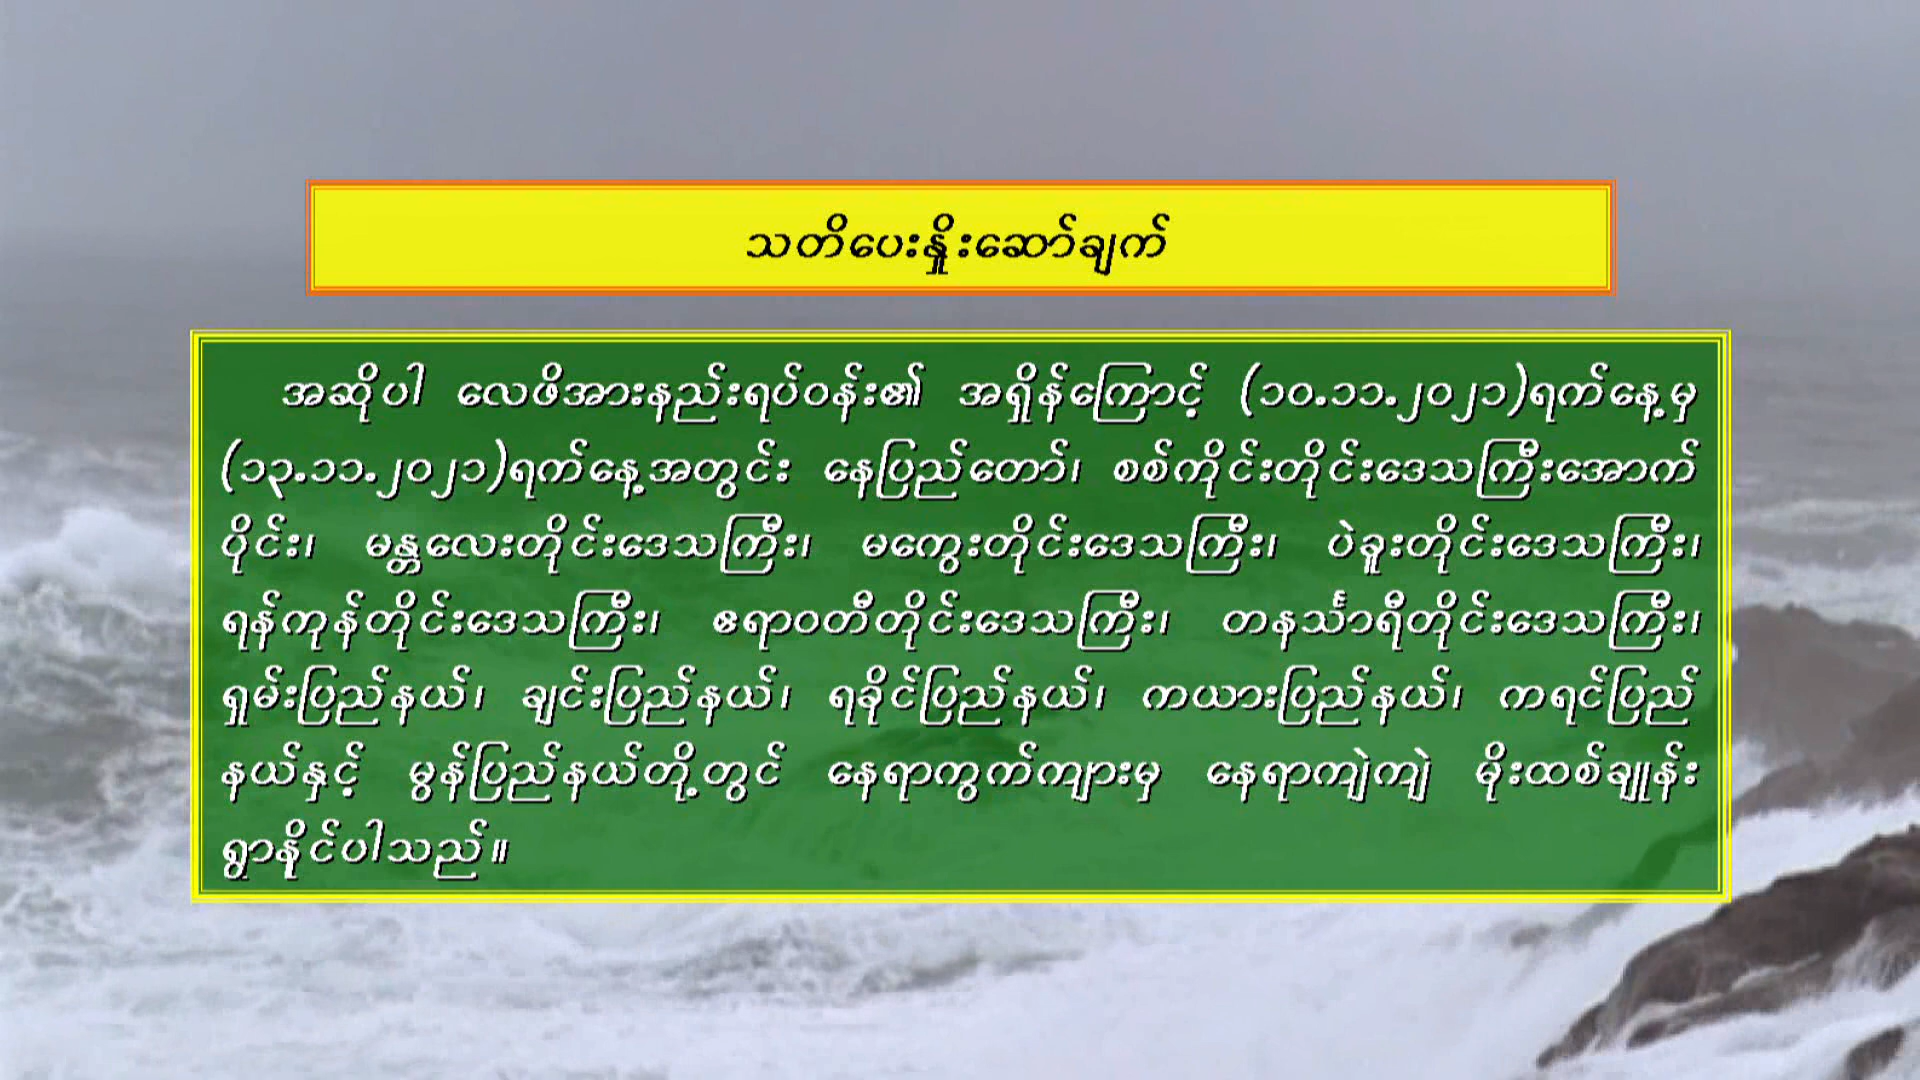 သတိပေးနှိုးဆော်ချက်
အဆိုပါ လေဖိအားနည်းရပ်ဝန်း၏ အရှိန်ကြောင့် (၁၀.၁၁.၂၀၂၁)ရက်နေ့မှ
(၁၃.၁၁.၂၀၂၁)ရက်နေ့အတွင်း နေပြည်တော်၊ စစ်ကိုင်းတိုင်းဒေသကြီးအောက်
ပိုင်း၊ မန္တလေးတိုင်းဒေသကြီး၊ မကွေးတိုင်းဒေသကြီး၊ ပဲခူးတိုင်းဒေသကြီး၊
ရန်ကုန်တိုင်းဒေသကြီး၊ ဧရာဝတီတိုင်းဒေသကြီး၊ တနင်္သာရီတိုင်းဒေသကြီး၊
ရှမ်းပြည်နယ်၊ ချင်းပြည်နယ်၊ ရခိုင်ပြည်နယ်၊ ကယားပြည်နယ်၊ ကရင်ပြည်
နယ်နှင့် မွန်ပြည်နယ်တို့တွင် နေရာကွက်ကျားမှ နေရာကျဲကျဲ မိုးထစ်ချုန်း
ရွာနိုင်ပါသည်။